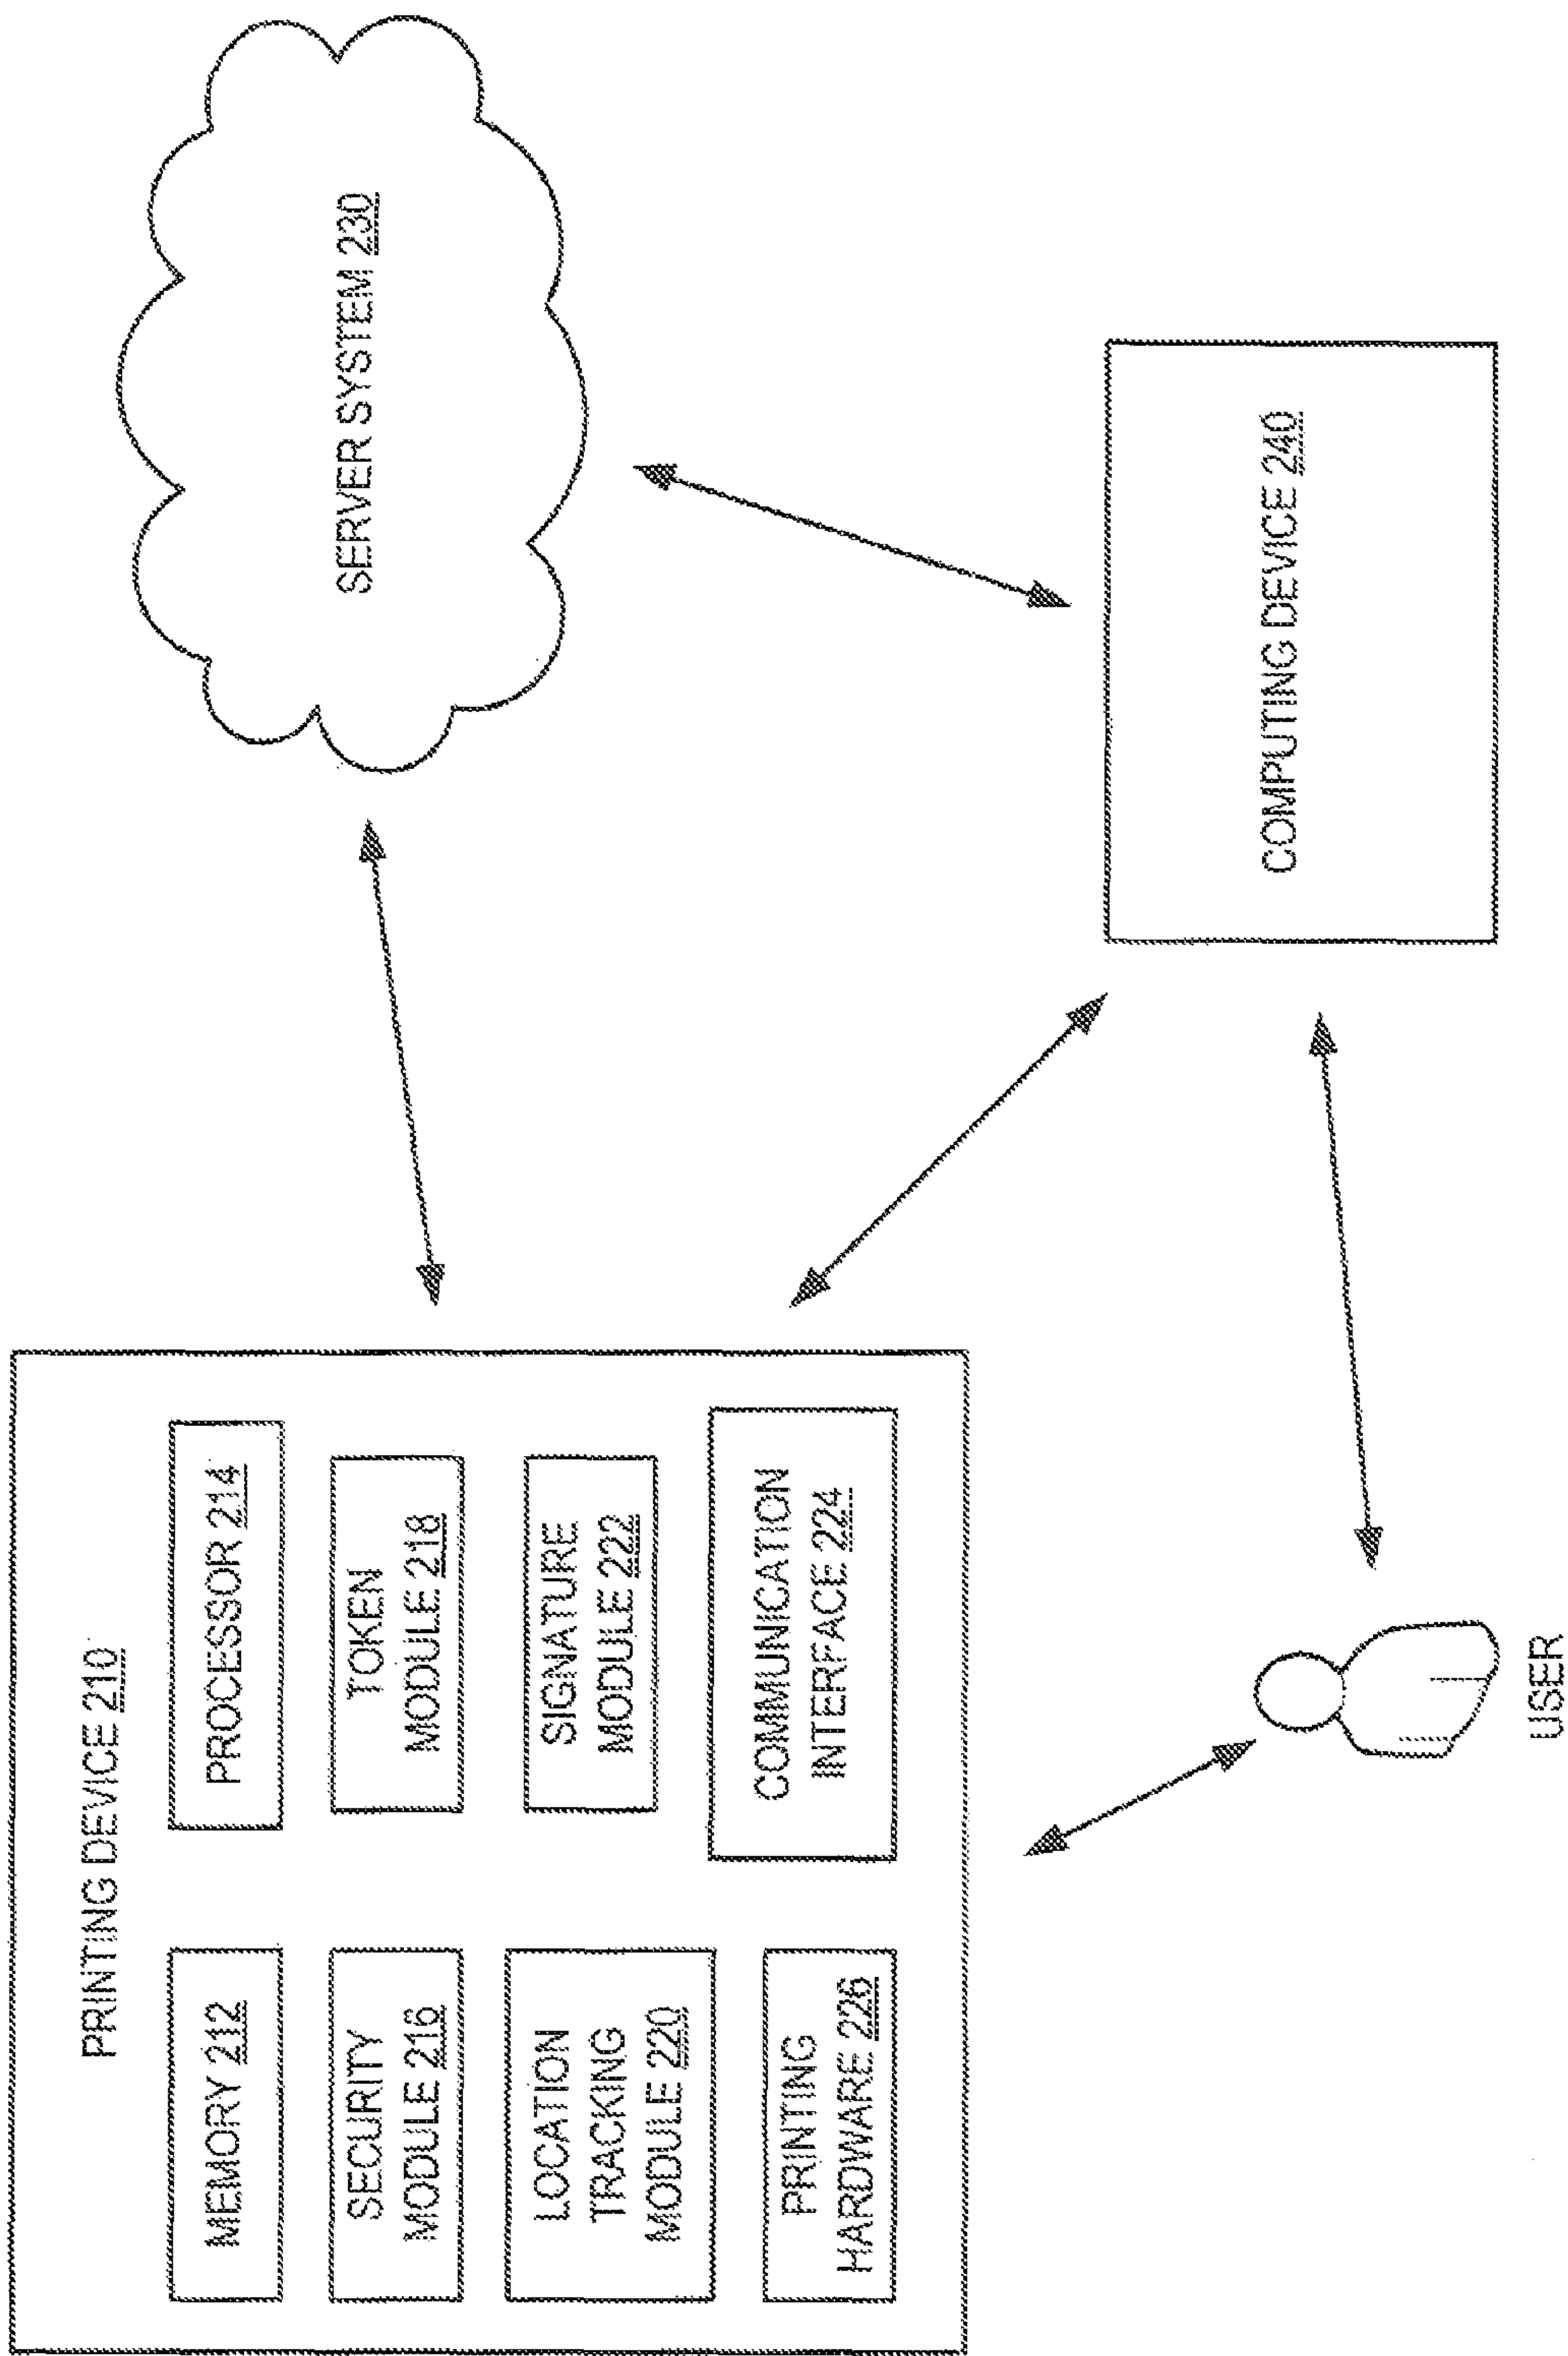 PRINTING DEVICE 210
MEMORY 212
PROCESSOR 214
SECURITY
MODULE 216
TOKEN
MODULE 218
LOCATION
TRACKING
MODULE 220
SIGNATURE
MODULE 222
PRINTING
HARDWARE 226
COMMUNICATION
INTERFACE 224
SERVER SYSTEM 230
COMPUTING DEVICE 240
USER